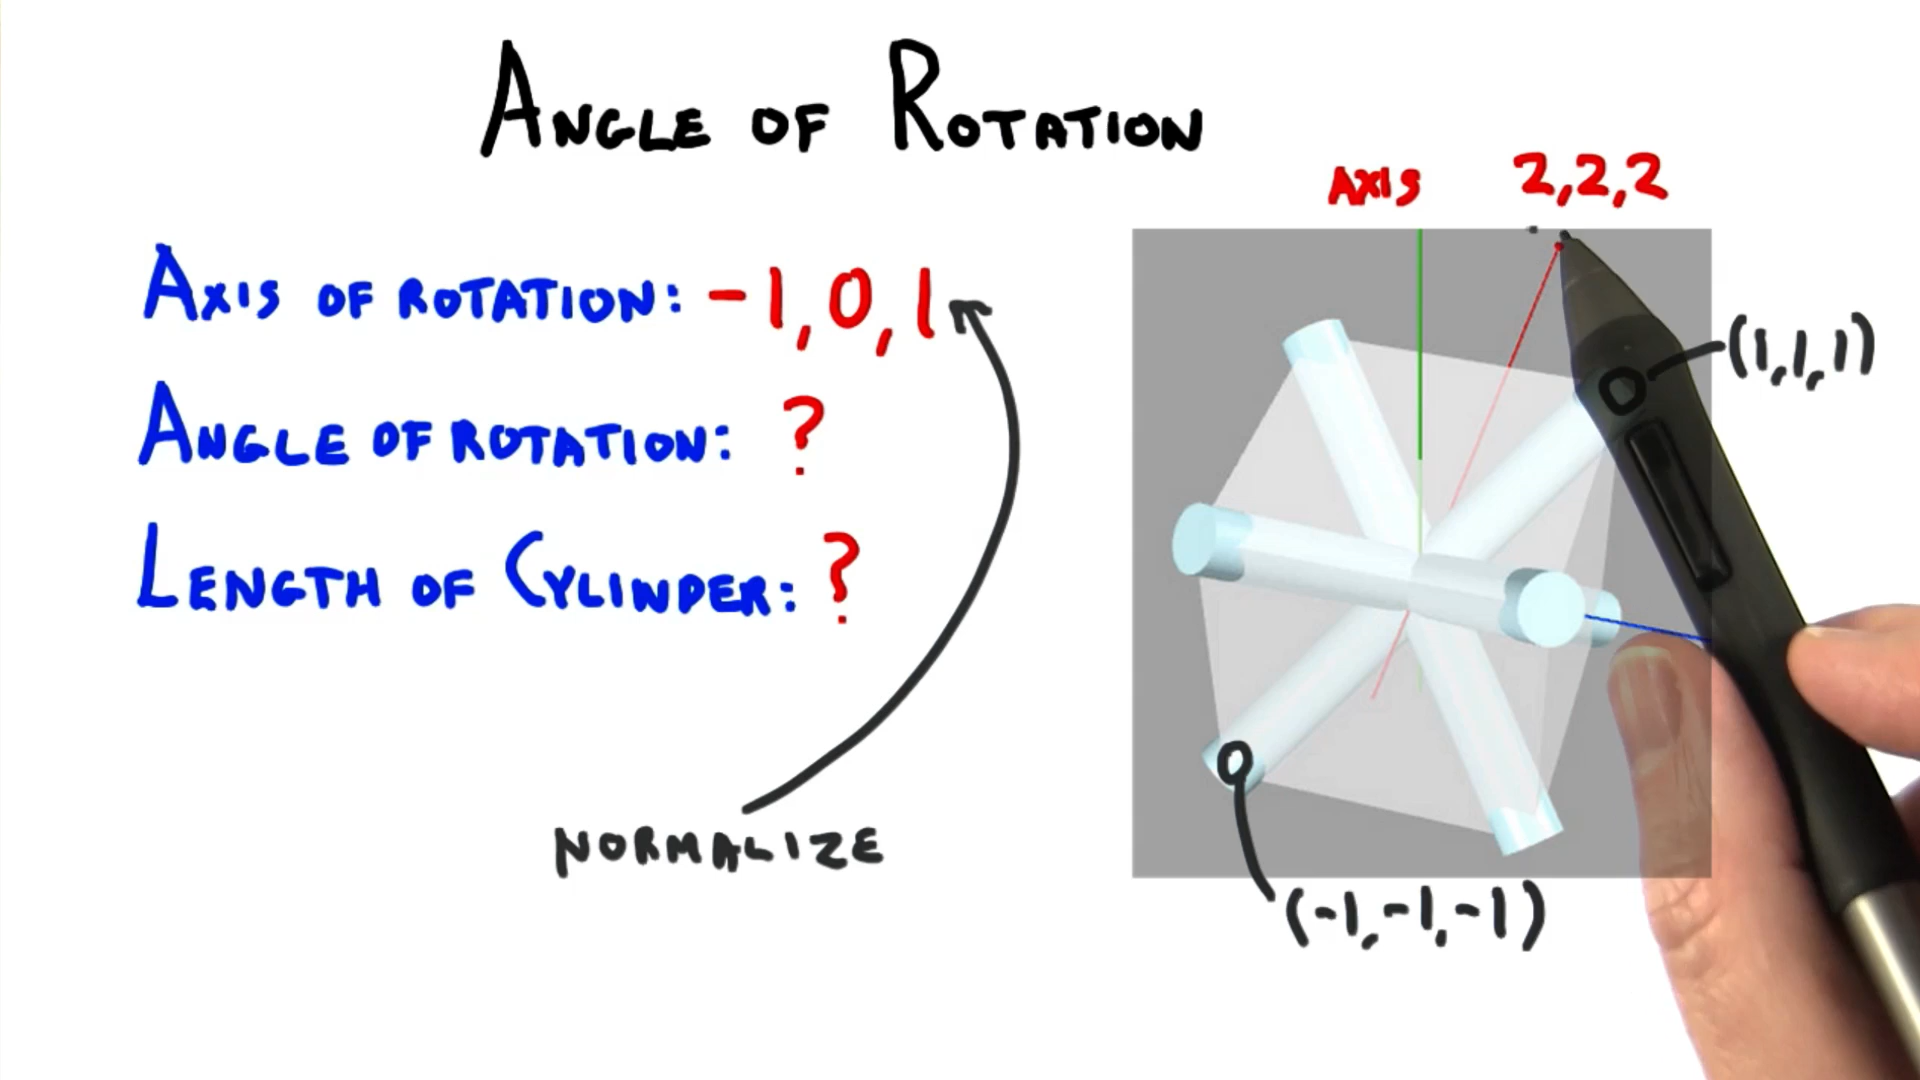 ANGLE OF ROTATION
AXIS 2,2,2
AXIS OF ROTATION: -1,0,1
(1,1,1)
ANGLE OF ROTATION: ?
LENGTH OF CYLINDER: ?
NORMALIZE
(-1,-1,-1)